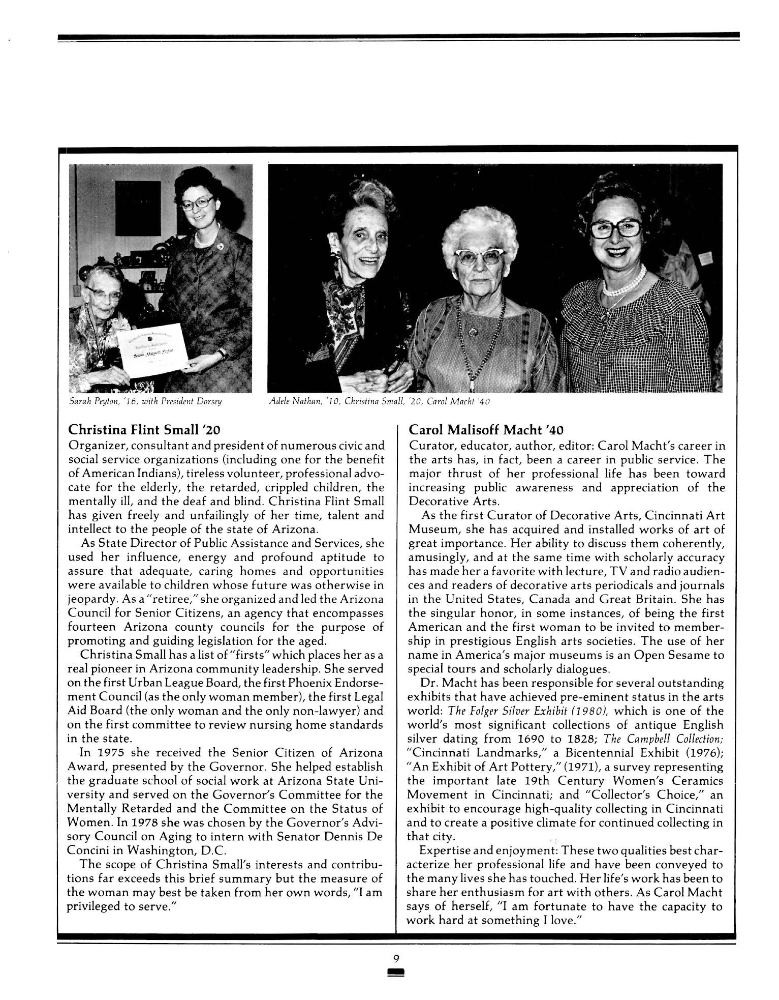 Sarah Margaret Peyton
Sarah Peyton, '16, with President Dorsey
Adele Nathan, '10, Christina Small, '20, Carol Macht '40
Christina Flint Small '20
Organizer, consultant and president of numerous civic and
social service organizations (including one for the benefit
of American Indians), tireless volunteer, professional advo-
cate for the elderly, the retarded, crippled children, the
mentally ill, and the deaf and blind. Christina Flint Small
has given freely and unfailingly of her time, talent and
intellect to the people of the state of Arizona.
As State Director of Public Assistance and Services, she
used her influence, energy and profound aptitude to
assure that adequate, caring homes and opportunities
were available to children whose future was otherwise in
jeopardy. As a "retiree," she organized and led the Arizona
Council for Senior Citizens, an agency that encompasses
fourteen Arizona county councils for the purpose of
promoting and guiding legislation for the aged.
Christina Small has a list of "firsts" which places her as a
real pioneer in Arizona community leadership. She served
on the first Urban League Board, the first Phoenix Endorse-
ment Council (as the only woman member), the first Legal
Aid Board (the only woman and the only non-lawyer) and
on the first committee to review nursing home standards
in the state.
In 1975 she received the Senior Citizen of Arizona
Award, presented by the Governor. She helped establish
the graduate school of social work at Arizona State Uni-
versity and served on the Governor's Committee for the
Mentally Retarded and the Committee on the Status of
Women. In 1978 she was chosen by the Governor's Advi-
sory Council on Aging to intern with Senator Dennis De
Concini in Washington, D.C.
The scope of Christina Small's interests and contribu-
tions far exceeds this brief summary but the measure of
the woman may best be taken from her own words, "I am
privileged to serve."
Carol Malisoff Macht '40
Curator, educator, author, editor: Carol Macht's career in
the arts has, in fact, been a career in public service. The
major thrust of her professional life has been toward
increasing public awareness and appreciation of the
Decorative Arts.
As the first Curator of Decorative Arts, Cincinnati Art
Museum, she has acquired and installed works of art of
great importance. Her ability to discuss them coherently,
amusingly, and at the same time with scholarly accuracy
has made her a favorite with lecture, TV and radio audien-
ces and readers of decorative arts periodicals and journals
in the United States, Canada and Great Britain. She has
the singular honor, in some instances, of being the first
American and the first woman to be invited to member-
ship in prestigious English arts societies. The use of her
name in America's major museums is an Open Sesame to
special tours and scholarly dialogues.
Dr. Macht has been responsible for several outstanding
exhibits that have achieved pre-eminent status in the arts
world: The Folger Silver Exhibit (1980), which is one of the
world's most significant collections of antique English
silver dating from 1690 to 1828; The Campbell Collection;
"Cincinnati Landmarks," a Bicentennial Exhibit (1976);
"An Exhibit of Art Pottery," (1971), a survey representing
the important late 19th Century Women's Ceramics
Movement in Cincinnati; and "Collector's Choice," an
exhibit to encourage high-quality collecting in Cincinnati
and to create a positive climate for continued collecting in
that city.
Expertise and enjoyment: These two qualities best char-
acterize her professional life and have been conveyed to
the many lives she has touched. Her life's work has been to
share her enthusiasm for art with others. As Carol Macht
says of herself, "I am fortunate to have the capacity to
work hard at something I love."
9